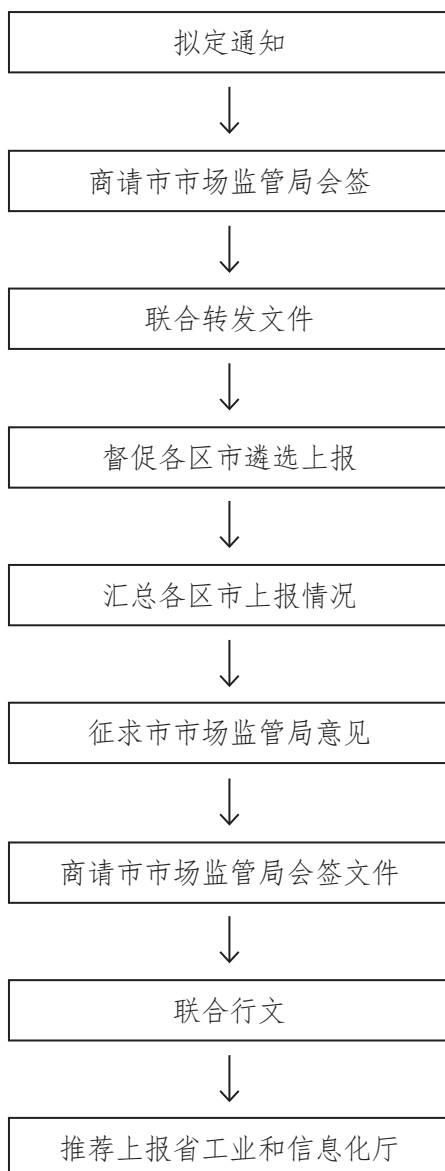 拟定通知
商请市市场监管局会签
联合转发文件
督促各区市遴选上报
汇总各区市上报情况
征求市市场监管局意见
商请市市场监管局会签文件
联合行文
推荐上报省工业和信息化厅